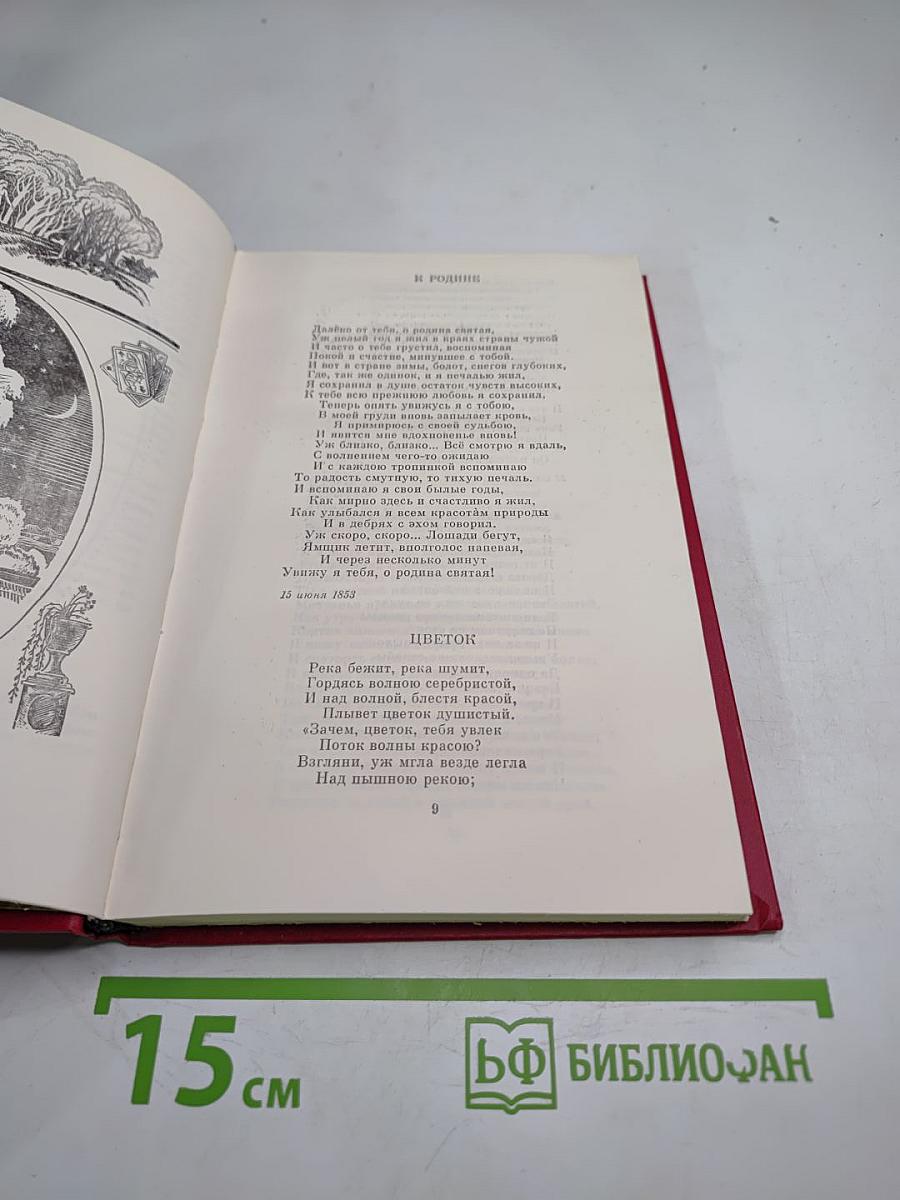 К РОДИНЕ
Далёко от тебя, о родина святая,
Уж целый год я жил в краях страны чужой
И часто о тебе грустил, воспоминая
Покой и счастие, минувшее с тобой.
И вот в стране зимы, болот, снегов глубоких,
Где, так же одинок, и я печалью жил,
Я сохранил в душе остаток чувств высоких,
К тебе всю прежнюю любовь я сохранил.
Теперь опять увижусь я с тобою,
В моей груди вновь запылает кровь,
Я примирюсь с своей судьбою,
И явится мне вдохновенье вновь!
Уж близко, близко... Всё смотрю я вдаль,
С волнением чего-то ожидаю
И с каждою тропинкой вспоминаю
То радость смутную, то тихую печаль.
И вспоминаю я свои былые годы,
Как мирно здесь и счастливо я жил,
Как улыбался я всем красота́м природы
И в дебрях с эхом говорил.
Уж скоро, скоро... Лошади бегут,
Ямщик летит, вполголос напевая,
И через несколько минут
Увижу я тебя, о родина святая!
15 июня 1853
ЦВЕТОК
Река бежит, река шумит,
Гордясь волною серебристой,
И над волной, блестя красой,
Плывет цветок душистый.
«Зачем, цветок, тебя увлек
Поток волны красою?
Взгляни, уж мгла везде легла
Над пышною рекою;
9
15 см
БФ БИБЛИОФАН